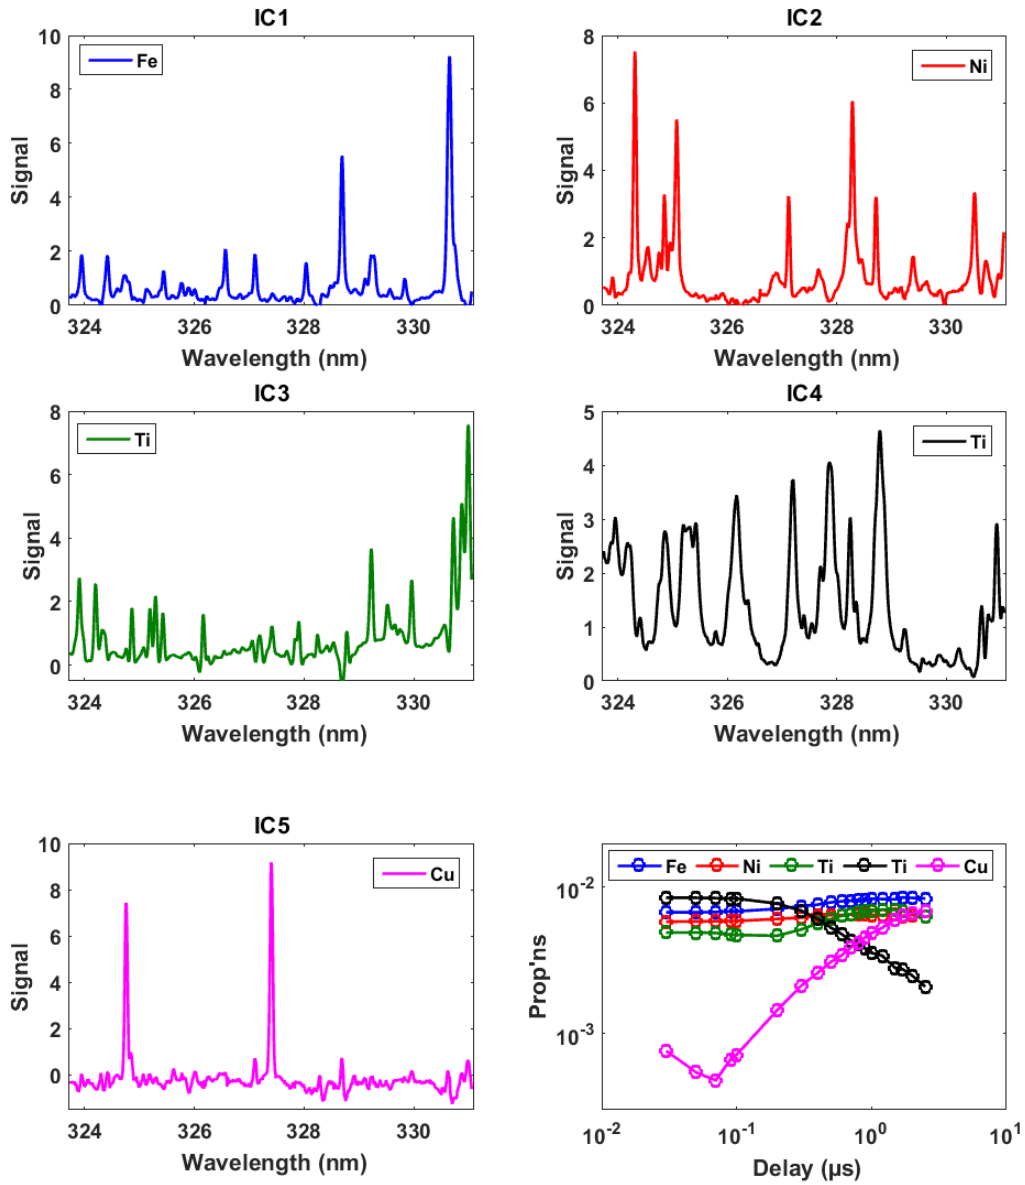 IC1
10
8
6
4
2
0
Signal
Fe
324 326 328 330
Wavelength (nm)
IC2
8
6
4
2
0
Signal
Ni
324 326 328 330
Wavelength (nm)
IC3
8
6
4
2
0
Signal
Ti
324 326 328 330
Wavelength (nm)
IC4
5
4
3
2
1
0
Signal
Ti
324 326 328 330
Wavelength (nm)
IC5
10
8
6
4
2
0
Signal
Cu
324 326 328 330
Wavelength (nm)
Fe Ni Ti Ti Cu
10⁻²
10⁻³
Prop'ns
10⁻² 10⁻¹ 10⁰ 10¹
Delay (μs)